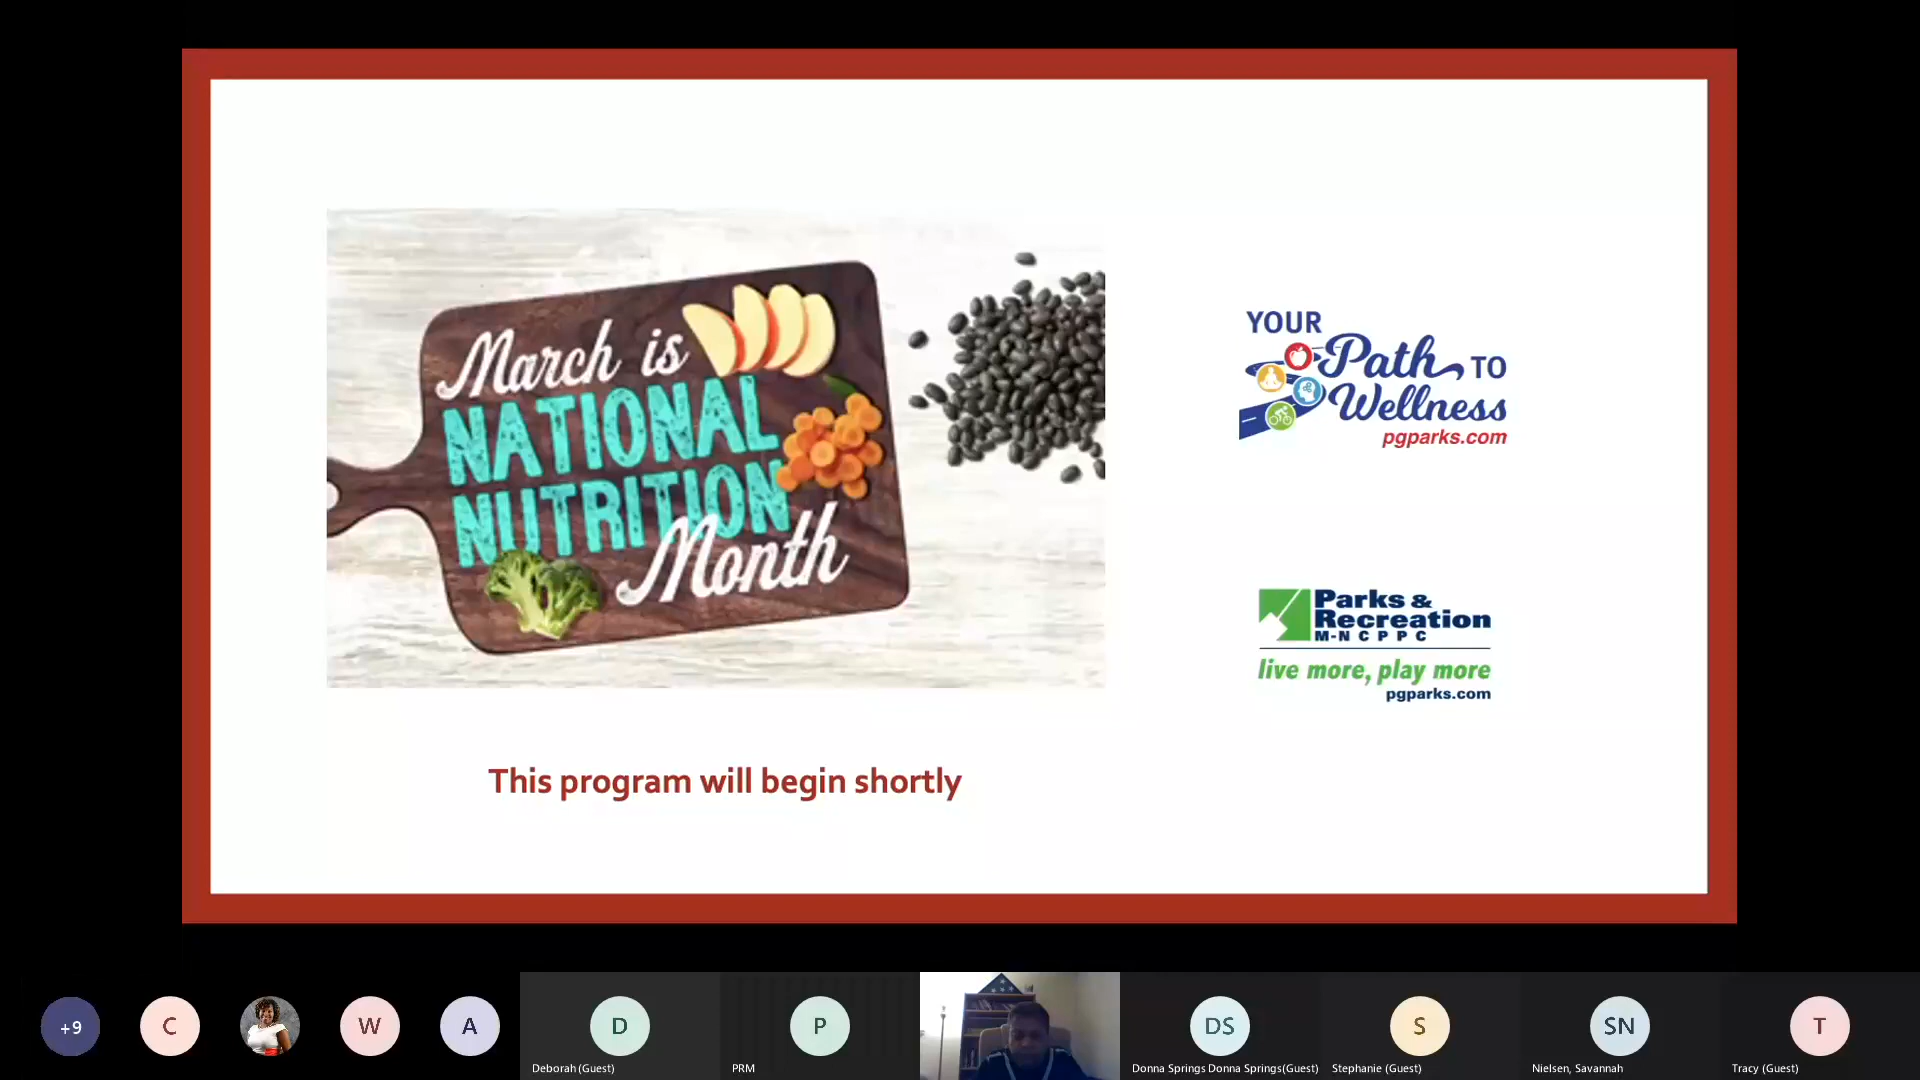 March is
NATIONAL
NUTRITION
Month
YOUR
Path TO
Wellness
pgparks.com
Parks &
Recreation
M-NCPPC
live more, play more
pgparks.com
This program will begin shortly
+9
C
W
A
D
P
DS
S
SN
T
Deborah (Guest)
PRM
Donna Springs Donna Springs(Guest)
Stephanie (Guest)
Nielsen, Savannah
Tracy (Guest)